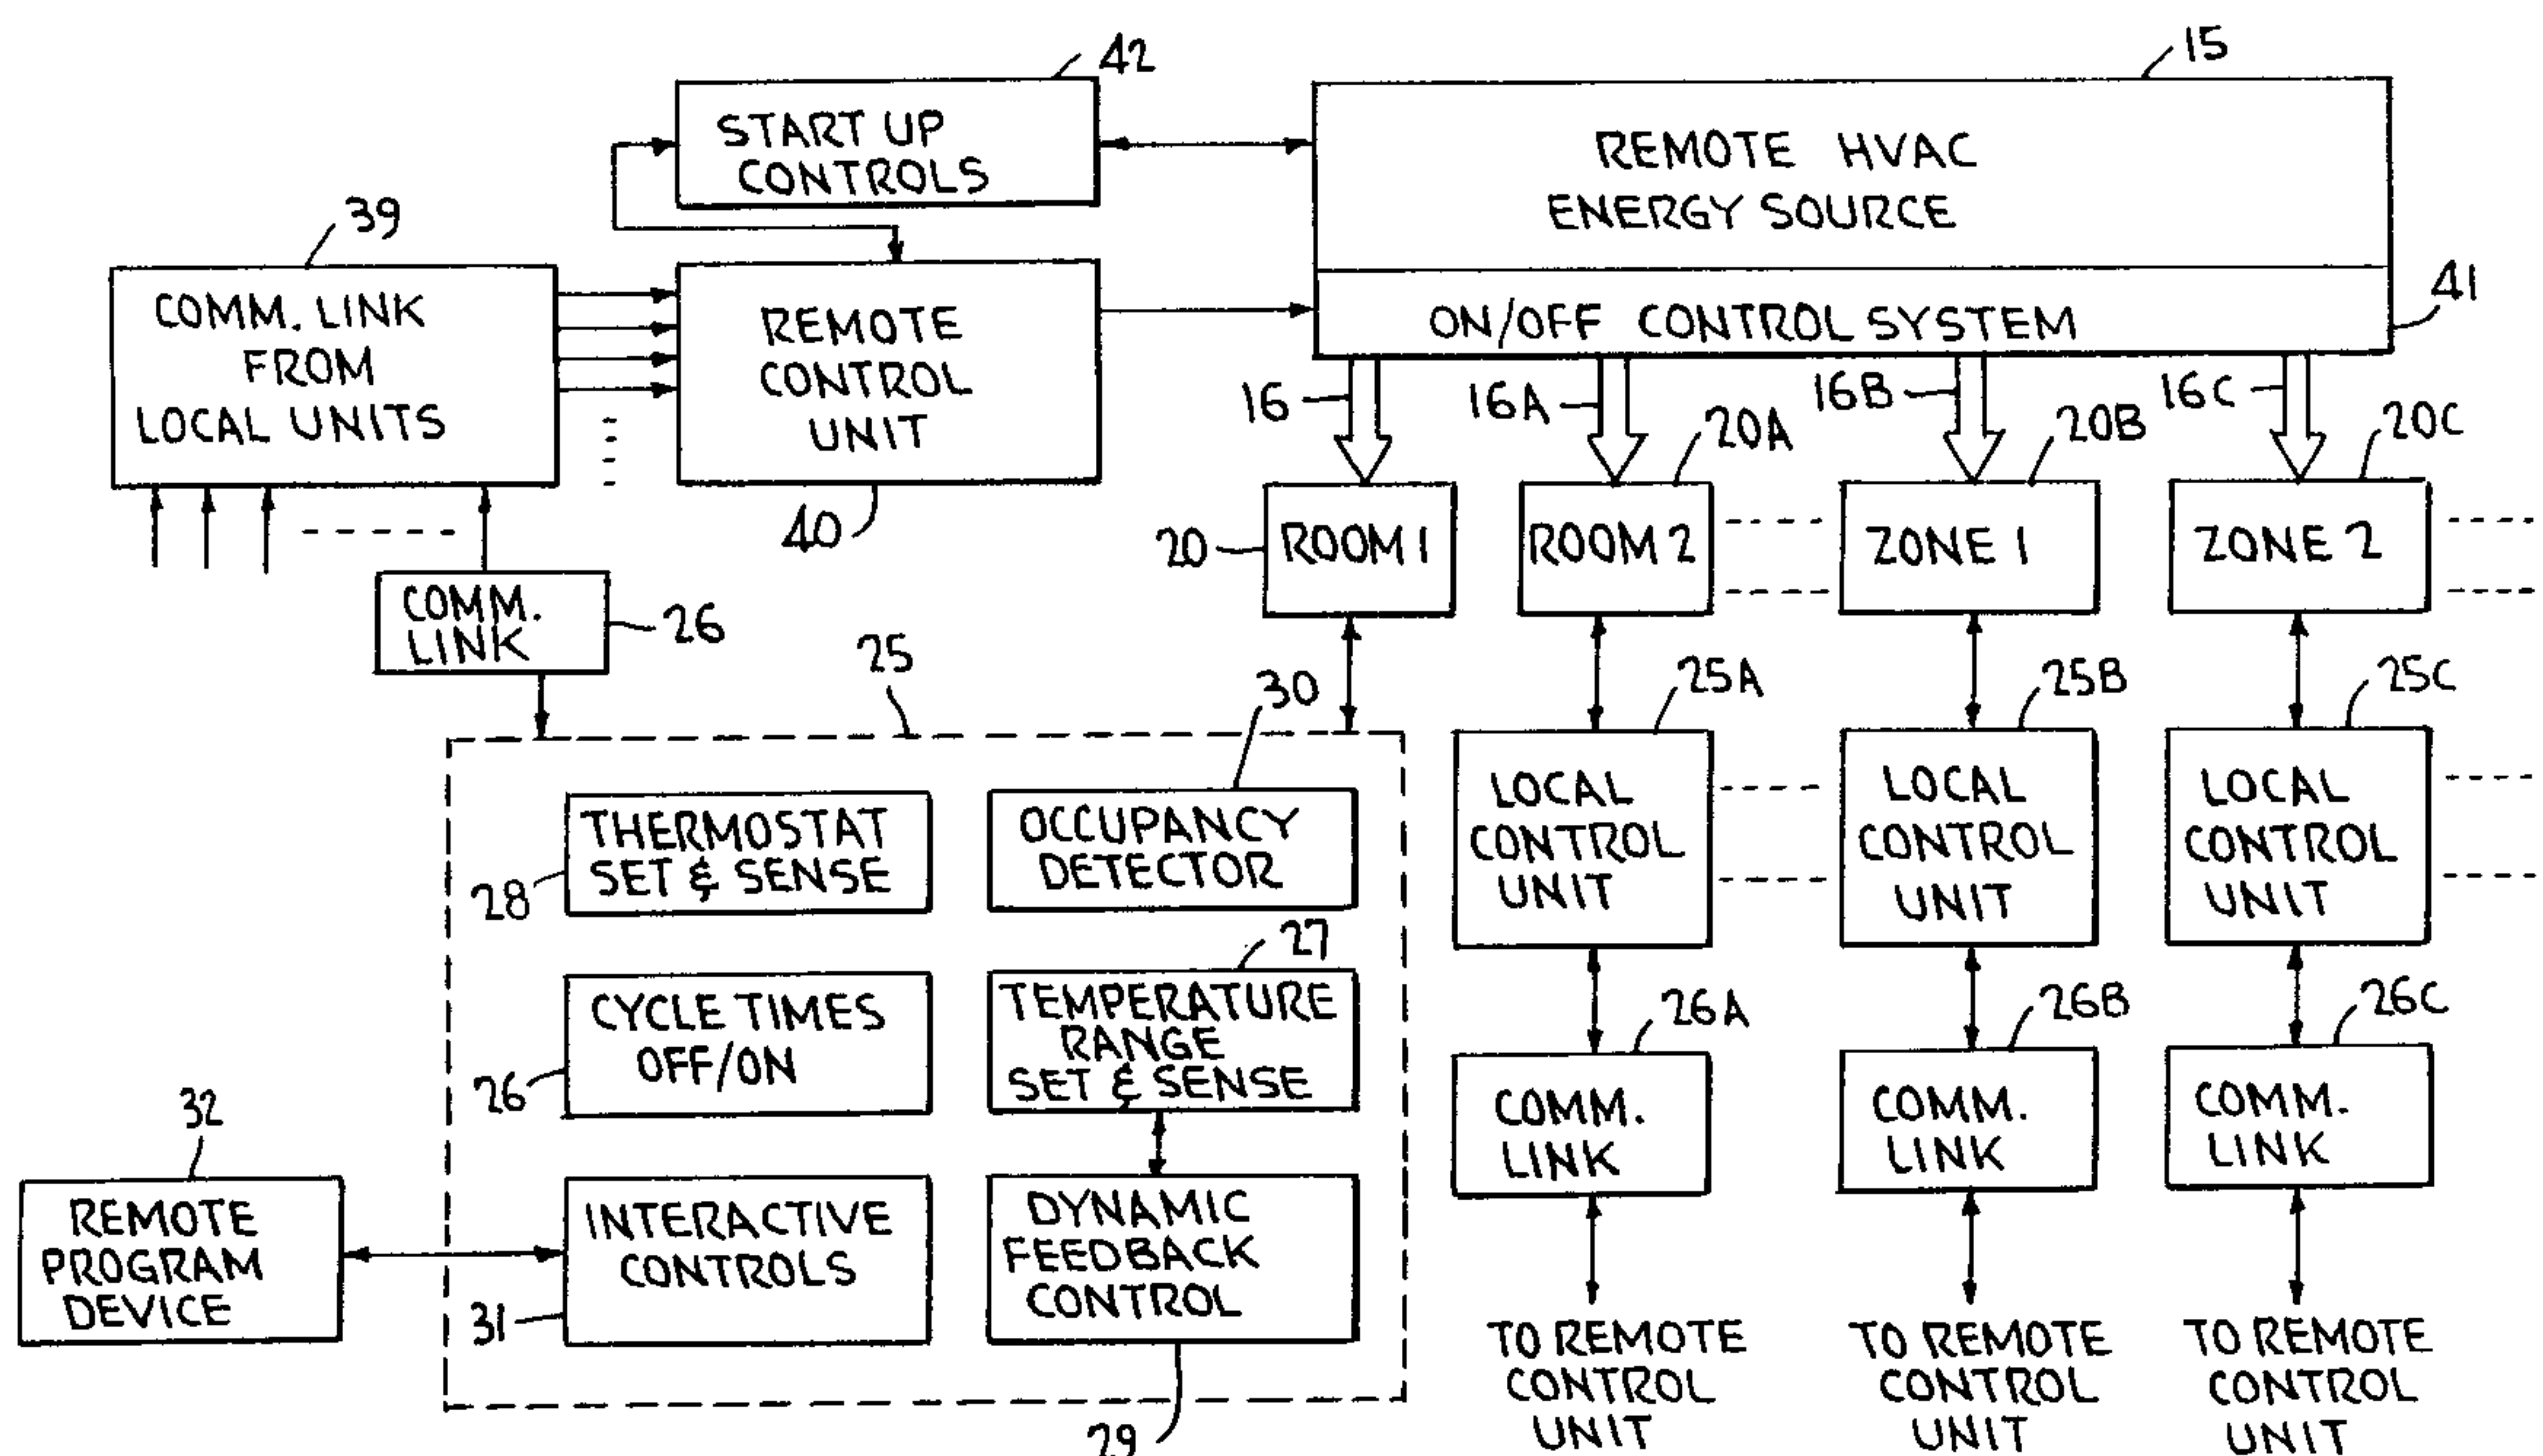 42
START UP
CONTROLS
15
REMOTE HVAC
ENERGY SOURCE
41
ON/OFF CONTROL SYSTEM
39
COMM. LINK
FROM
LOCAL UNITS
REMOTE
CONTROL
UNIT
40
16
16A
16B
16C
20
ROOM 1
20A
ROOM 2
20B
ZONE 1
20C
ZONE 2
COMM.
LINK
26
25
30
THERMOSTAT
SET & SENSE
28
OCCUPANCY
DETECTOR
27
CYCLE TIMES
OFF/ON
26
TEMPERATURE
RANGE
SET & SENSE
32
REMOTE
PROGRAM
DEVICE
INTERACTIVE
CONTROLS
31
DYNAMIC
FEEDBACK
CONTROL
29
25A
LOCAL
CONTROL
UNIT
25B
LOCAL
CONTROL
UNIT
25C
LOCAL
CONTROL
UNIT
26A
COMM.
LINK
26B
COMM.
LINK
26C
COMM.
LINK
TO REMOTE
CONTROL
UNIT
TO REMOTE
CONTROL
UNIT
TO REMOTE
CONTROL
UNIT